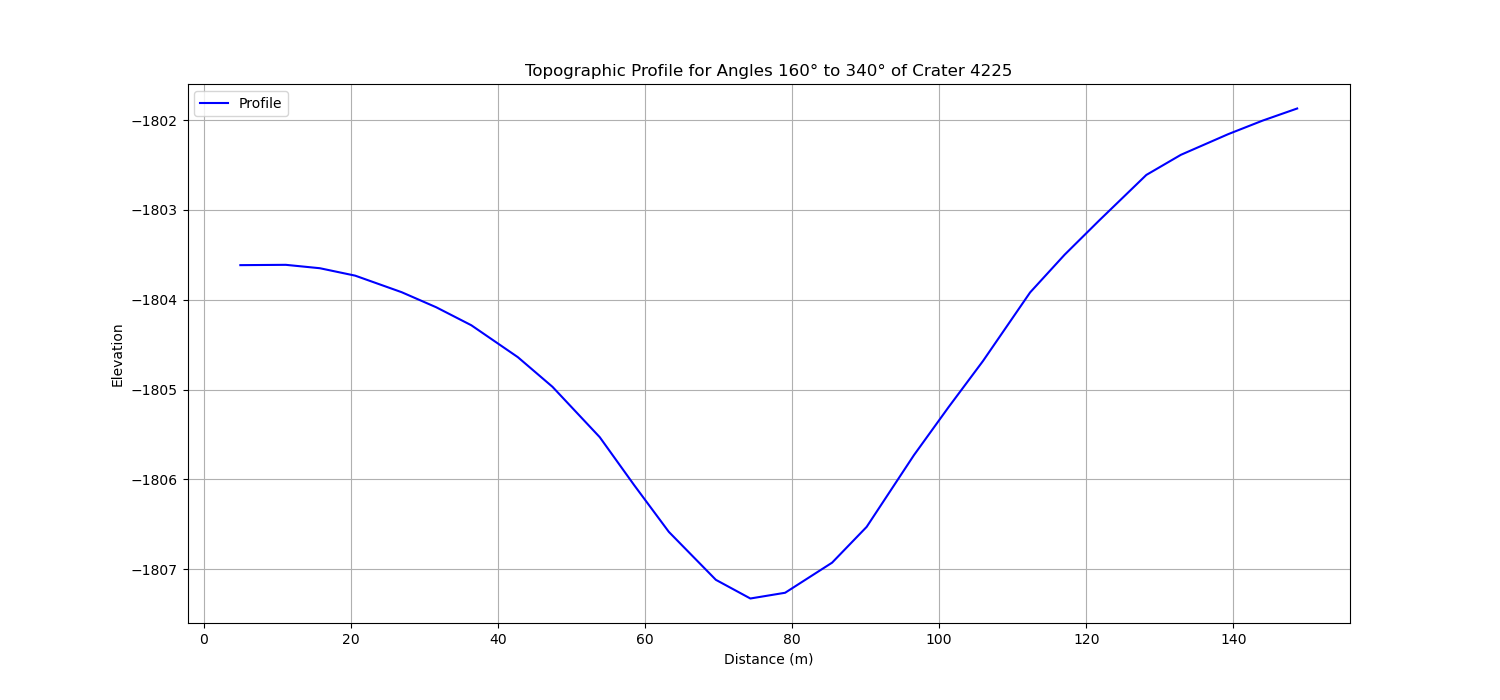 Topographic Profile for Angles 160° to 340° of Crater 4225
Profile
−1802
−1803
−1804
−1805
−1806
−1807
Elevation
0 20 40 60 80 100 120 140
Distance (m)